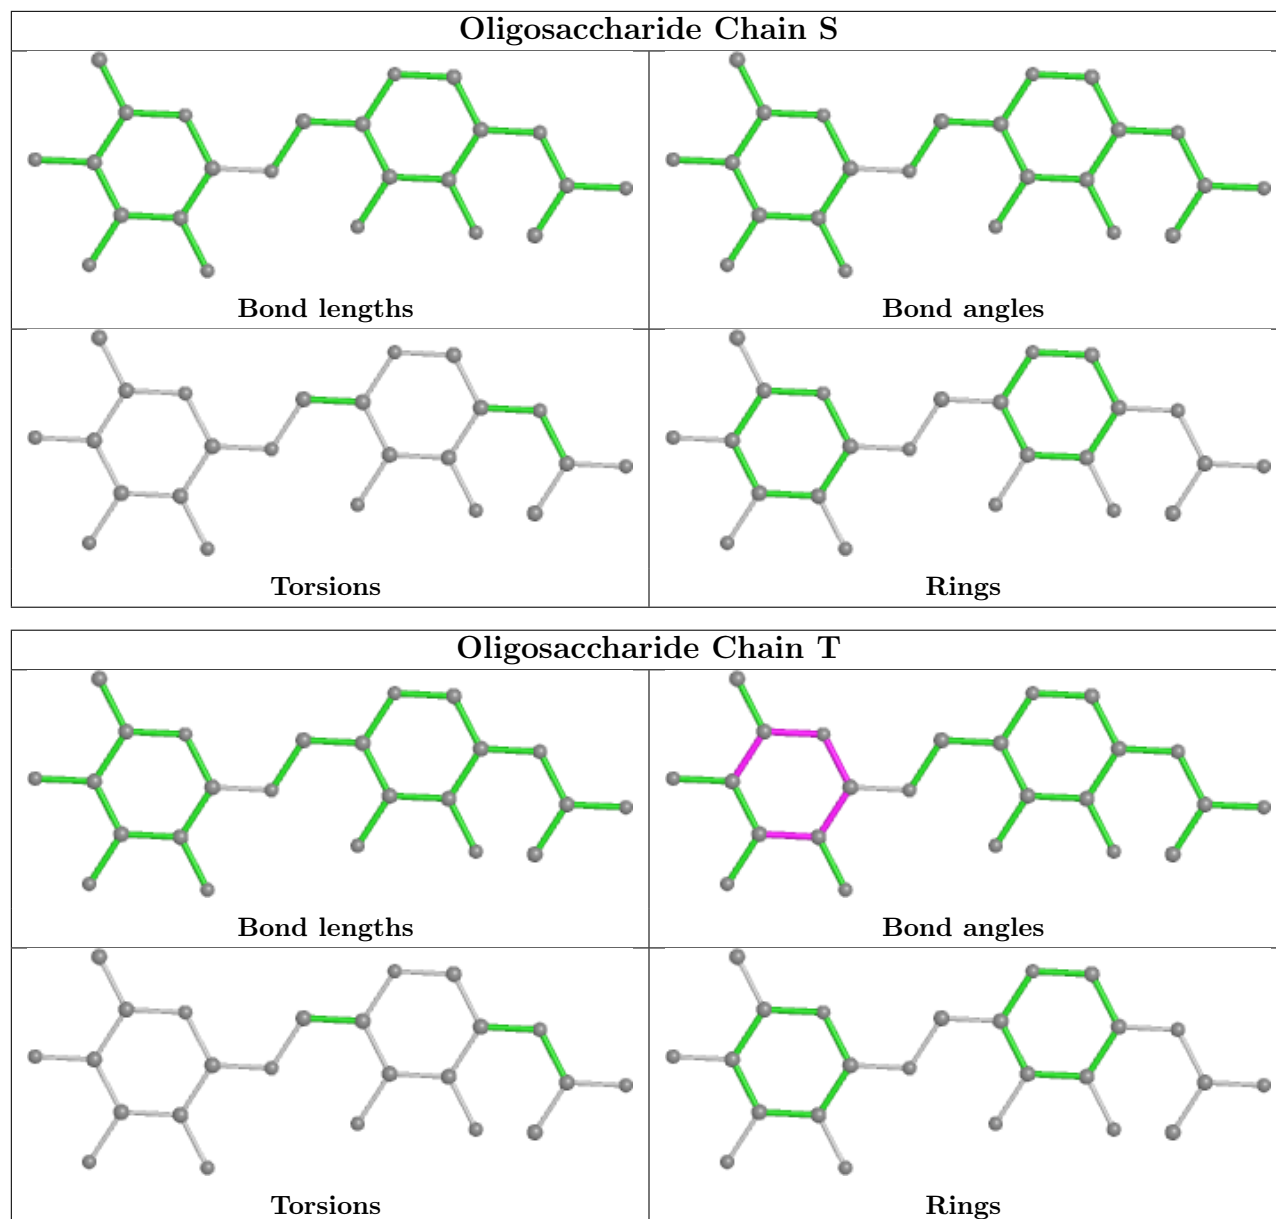 Oligosaccharide Chain S
Bond lengths
Bond angles
Torsions
Rings
Oligosaccharide Chain T
Bond lengths
Bond angles
Torsions
Rings